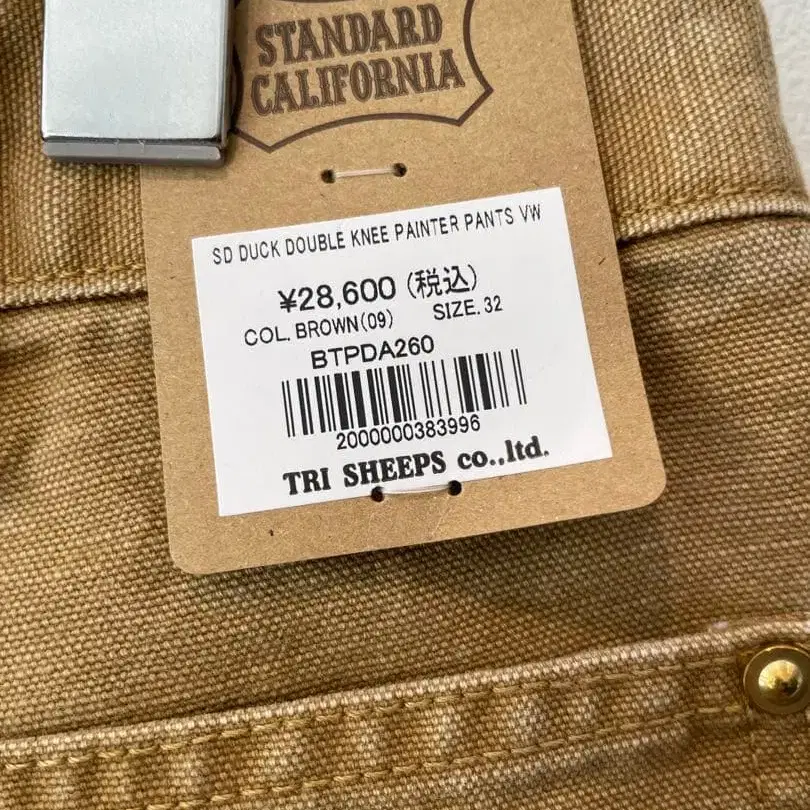 STANDARD
CALIFORNIA
SD DUCK DOUBLE KNEE PAINTER PANTS VW
¥28,600 (税込)
COL. BROWN(09) SIZE. 32
BTPDA260
2000000383996
TRI SHEEPS co.,ltd.